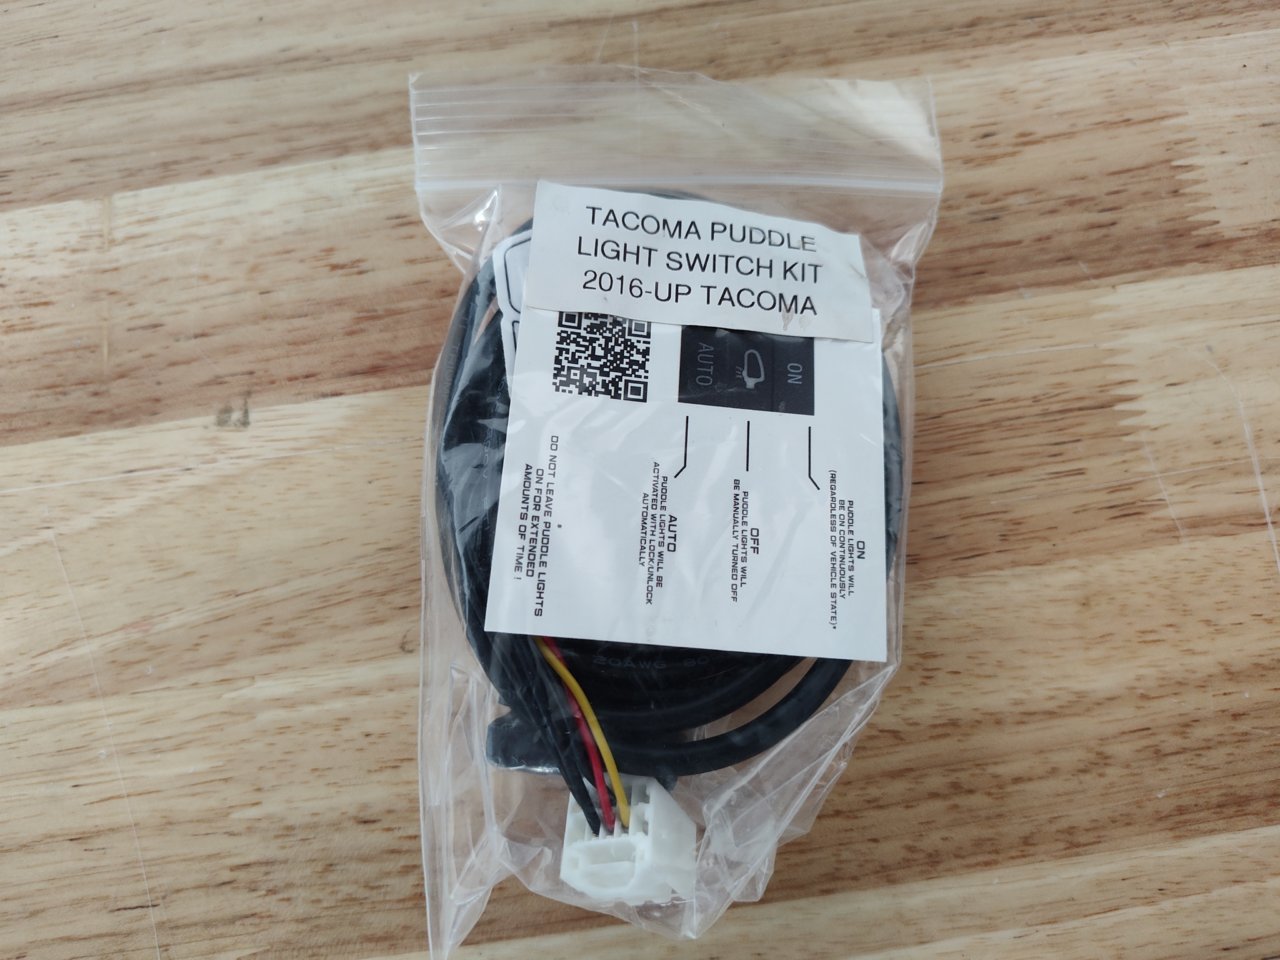 TACOMA PUDDLE
LIGHT SWITCH KIT
2016-UP TACOMA
AUTO
ON
ON
PUDDLE LIGHTS WILL
BE ON CONTINUOUSLY
(REGARDLESS OF VEHICLE STATE)*
OFF
PUDDLE LIGHTS WILL
BE MANUALLY TURNED OFF
AUTO
PUDDLE LIGHTS WILL BE
ACTIVATED WITH LOCK/UNLOCK
AUTOMATICALLY
*
DO NOT LEAVE PUDDLE LIGHTS
ON FOR EXTENDED
AMOUNTS OF TIME !
20AWG